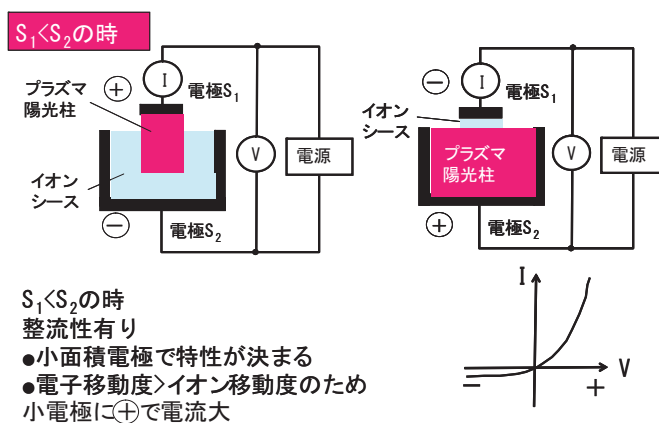 S₁<S₂の時
⊕
I
電極S₁
プラズマ
陽光柱
イオン
シース
V
電源
⊖
電極S₂
⊖
I
電極S₁
イオン
シース
プラズマ
陽光柱
V
電源
⊕
電極S₂
S₁<S₂の時
整流性有り
●小面積電極で特性が決まる
●電子移動度>イオン移動度のため
小電極に⊕で電流大
I
V
－
＋